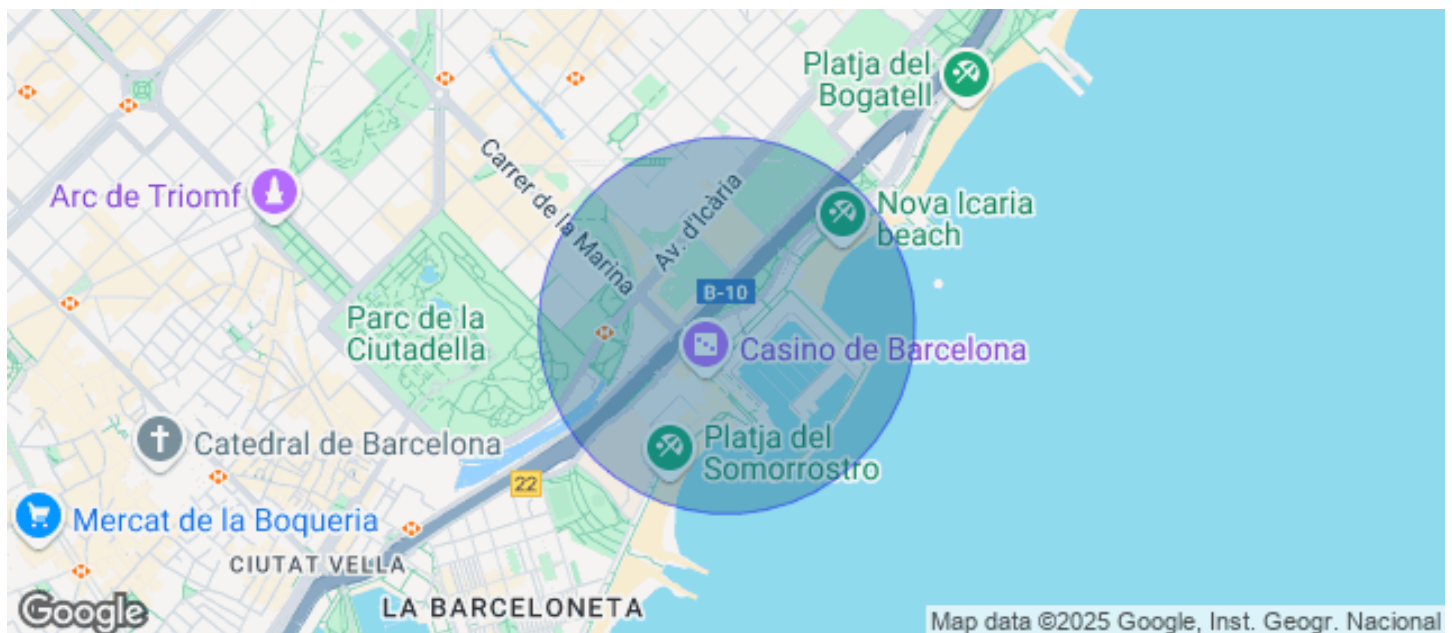 Platja del
Bogatell
Carrer de la Marina
Arc de Triomf
Av. d'Icària
Nova Icaria
beach
B-10
Parc de la
Ciutadella
Casino de Barcelona
Catedral de Barcelona
Platja del
Somorrostro
22
Mercat de la Boqueria
CIUTAT VELLA
LA BARCELONETA
Google
Map data ©2025 Google, Inst. Geogr. Nacional